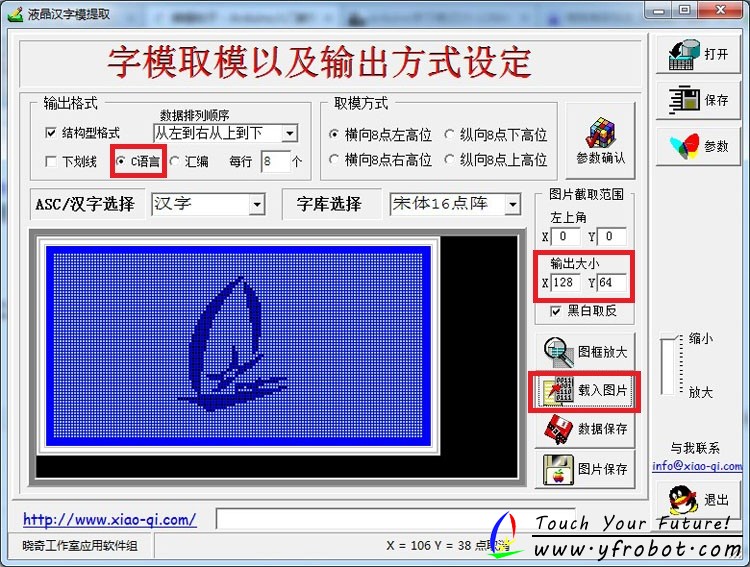 液晶汉字模提取
字模取模以及输出方式设定
输出格式
数据排列顺序
结构型格式
从左到右从上到下
下划线
C语言
汇编
每行
8
个
取模方式
横向8点左高位
纵向8点下高位
横向8点右高位
纵向8点上高位
参数确认
打开
保存
参数
ASC/汉字选择
汉字
字库选择
宋体16点阵
图片截取范围
左上角
X 0 Y 0
输出大小
X 128 Y 64
黑白取反
图框放大
载入图片
数据保存
图片保存
缩小
放大
与我联系
info@xiao-qi.com
退出
http://www.xiao-qi.com/
晓奇工作室应用软件组
X = 106 Y = 38 点取消
Touch Your Future!
www.yfrobot.com